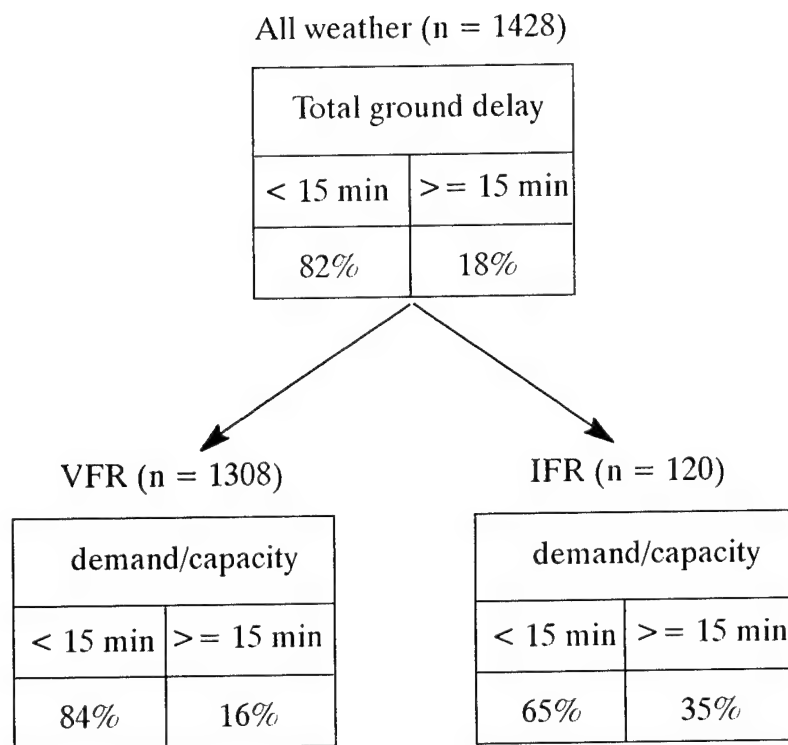 All weather (n = 1428)
Total ground delay
< 15 min >= 15 min
82% 18%
VFR (n = 1308) IFR (n = 120)
demand/capacity demand/capacity
< 15 min >= 15 min < 15 min >= 15 min
84% 16% 65% 35%